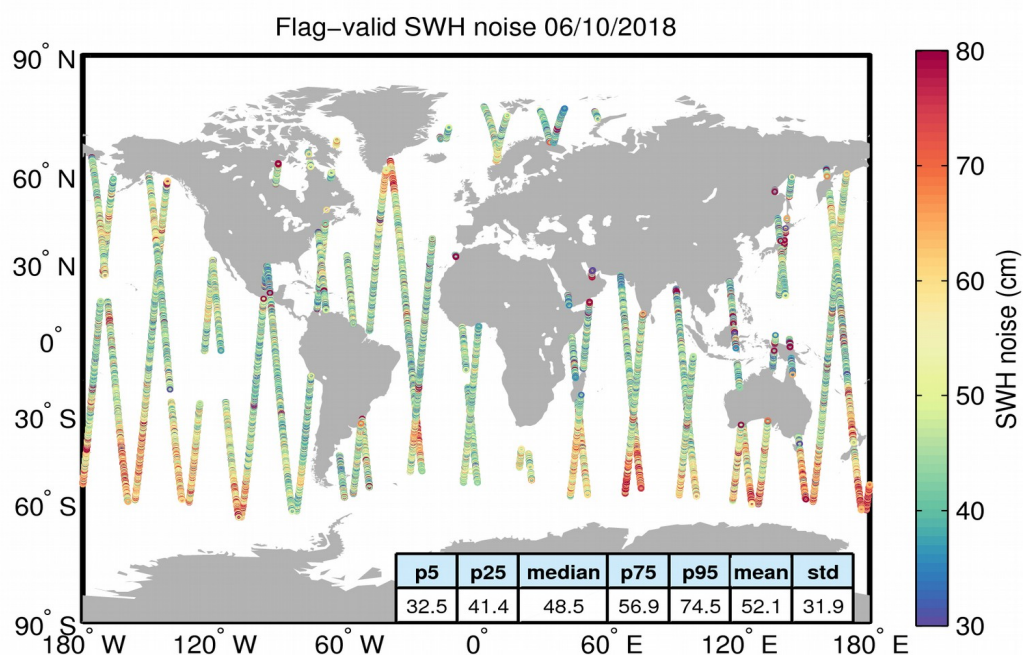 Flag−valid SWH noise 06/10/2018
90° N
60° N
30° N
0°
30° S
60° S
90° S
180° W
120° W
60° W
0°
60° E
120° E
180° E
80
70
60
50
40
30
SWH noise (cm)
p5 p25 median p75 p95 mean std
32.5 41.4 48.5 56.9 74.5 52.1 31.9